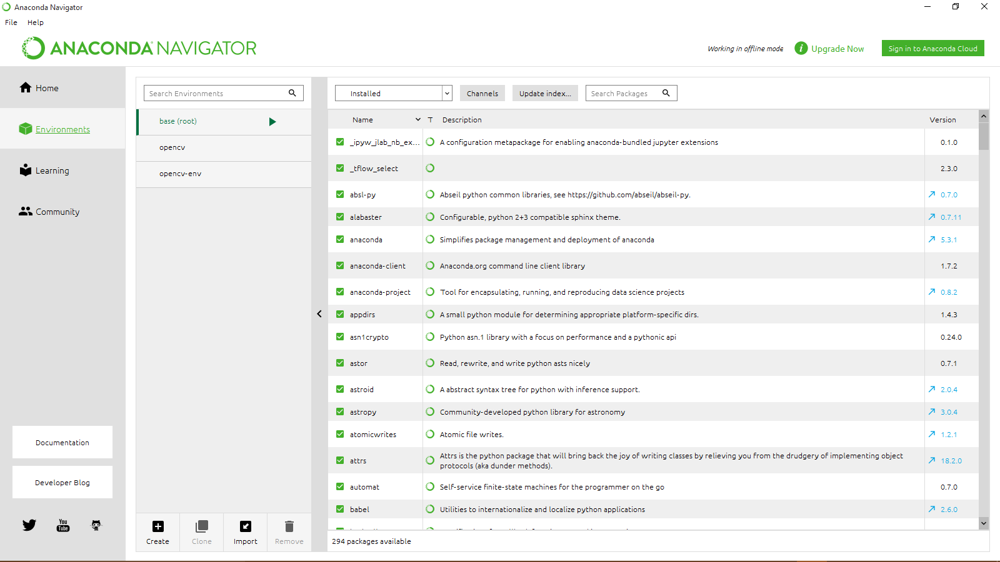 Anaconda Navigator
File Help
ANACONDA NAVIGATOR
Working in offline mode
Upgrade Now
Sign in to Anaconda Cloud
Home
Environments
Learning
Community
Documentation
Developer Blog
You
Tube
Search Environments
base (root)
opencv
opencv-env
Create
Clone
Import
Remove
Installed
Channels
Update index...
Search Packages
Name T Description Version
_ipyw_jlab_nb_ex... A configuration metapackage for enabling anaconda-bundled jupyter extensions 0.1.0
_tflow_select 2.3.0
absl-py Abseil python common libraries, see https://github.com/abseil/abseil-py. 0.7.0
alabaster Configurable, python 2+3 compatible sphinx theme. 0.7.11
anaconda Simplifies package management and deployment of anaconda 5.3.1
anaconda-client Anaconda.org command line client library 1.7.2
anaconda-project Tool for encapsulating, running, and reproducing data science projects 0.8.2
appdirs A small python module for determining appropriate platform-specific dirs. 1.4.3
asn1crypto Python asn.1 library with a focus on performance and a pythonic api 0.24.0
astor Read, rewrite, and write python asts nicely 0.7.1
astroid A abstract syntax tree for python with inference support. 2.0.4
astropy Community-developed python library for astronomy 3.0.4
atomicwrites Atomic file writes. 1.2.1
attrs Attrs is the python package that will bring back the joy of writing classes by relieving you from the drudgery of implementing object
protocols (aka dunder methods). 18.2.0
automat Self-service finite-state machines for the programmer on the go 0.7.0
babel Utilities to internationalize and localize python applications 2.6.0
294 packages available